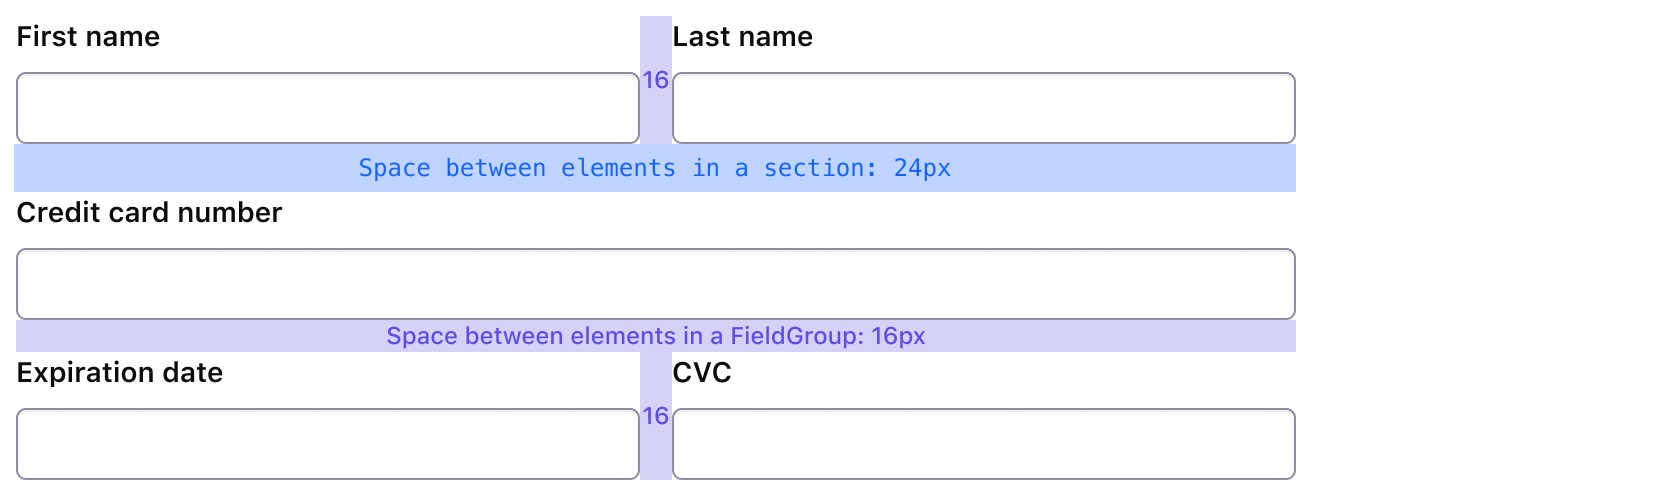 First name
Last name
16
Space between elements in a section: 24px
Credit card number
Space between elements in a FieldGroup: 16px
Expiration date
CVC
16